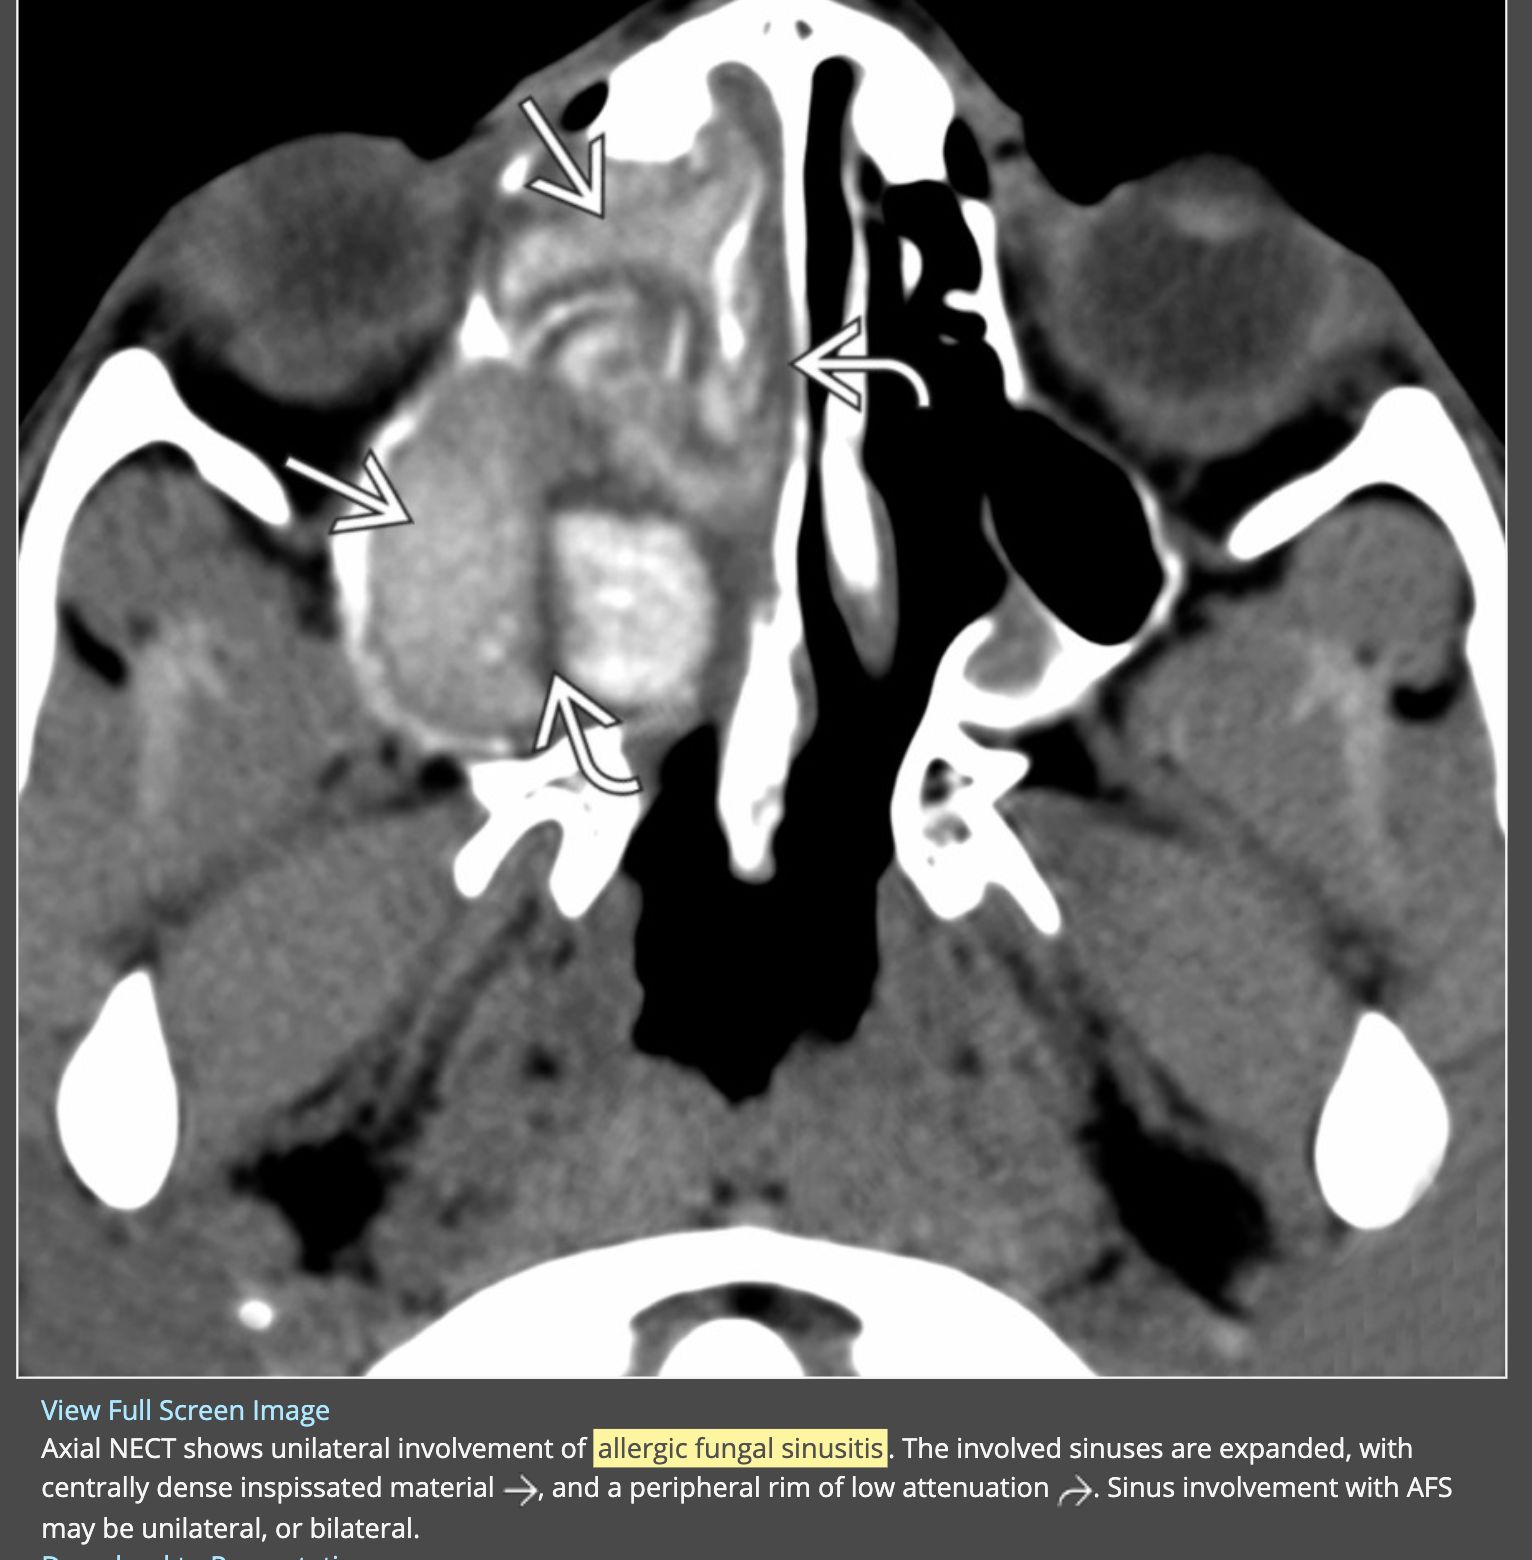 View Full Screen Image
Axial NECT shows unilateral involvement of allergic fungal sinusitis. The involved sinuses are expanded, with
centrally dense inspissated material →, and a peripheral rim of low attenuation ↷. Sinus involvement with AFS
may be unilateral, or bilateral.